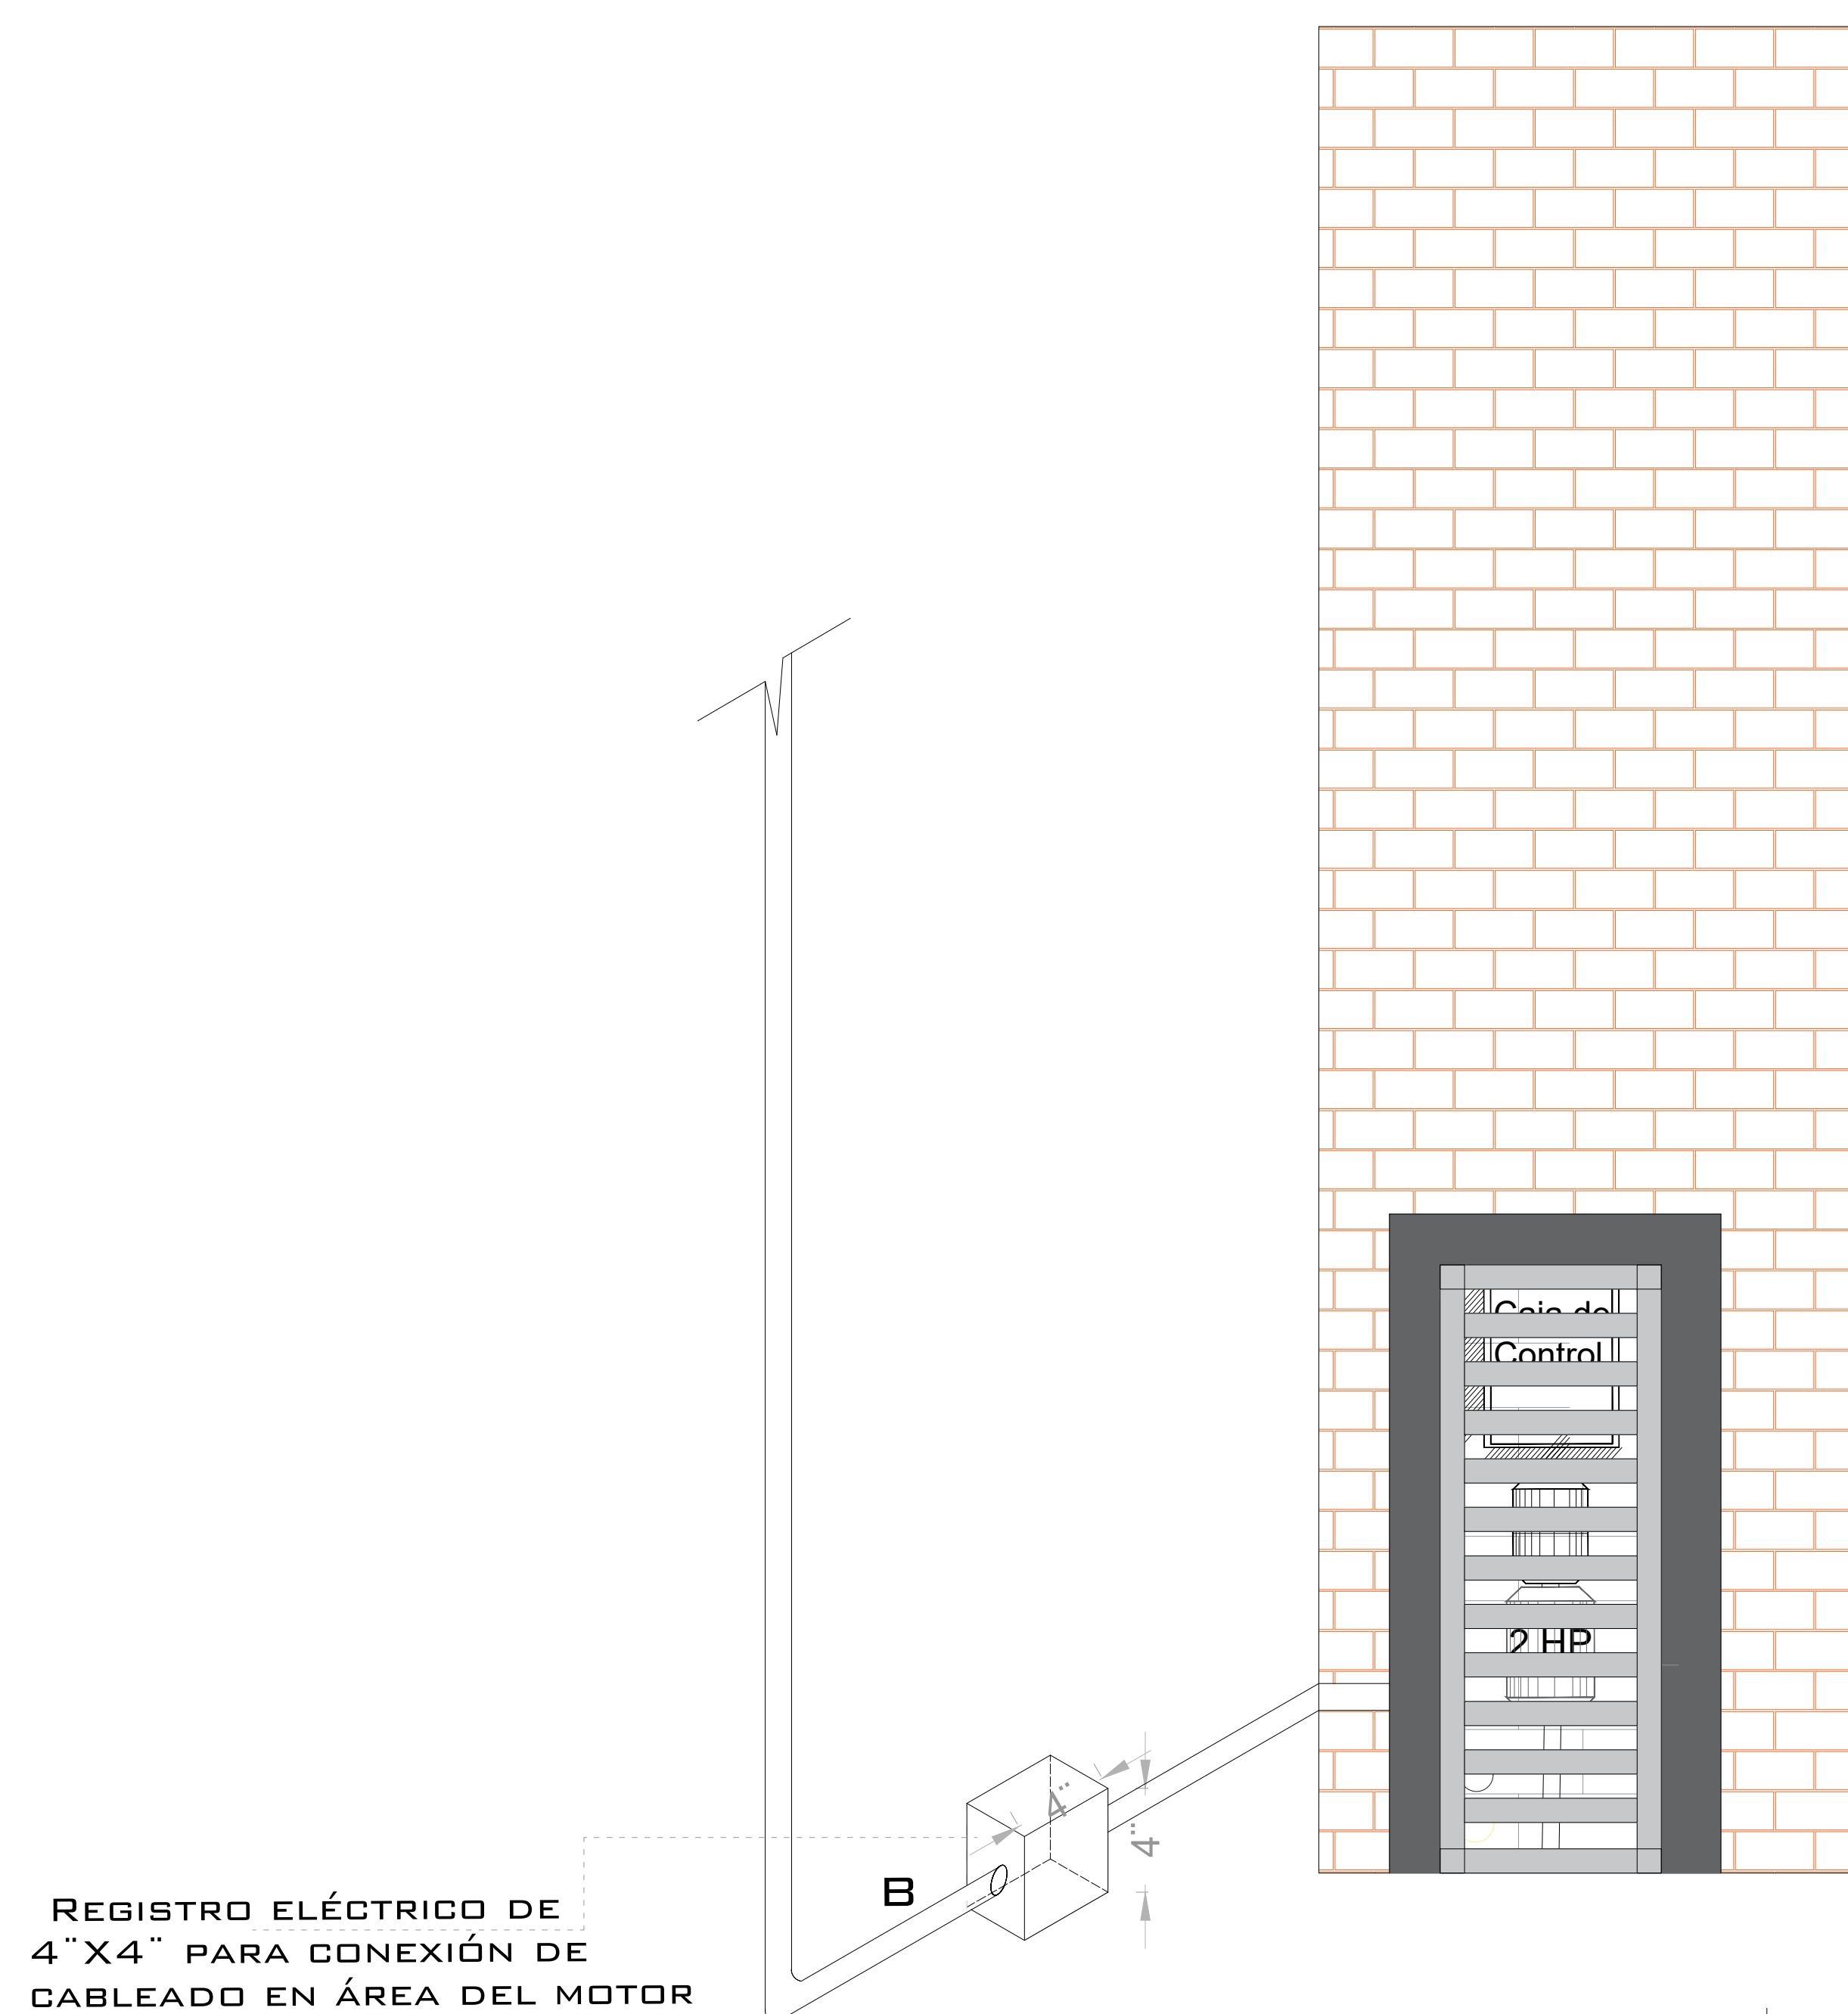 Caja de
Control
2 HP
4¨
4¨
B
Registro eléctrico de
4¨x4¨ para conexión de
cableado en área del motor